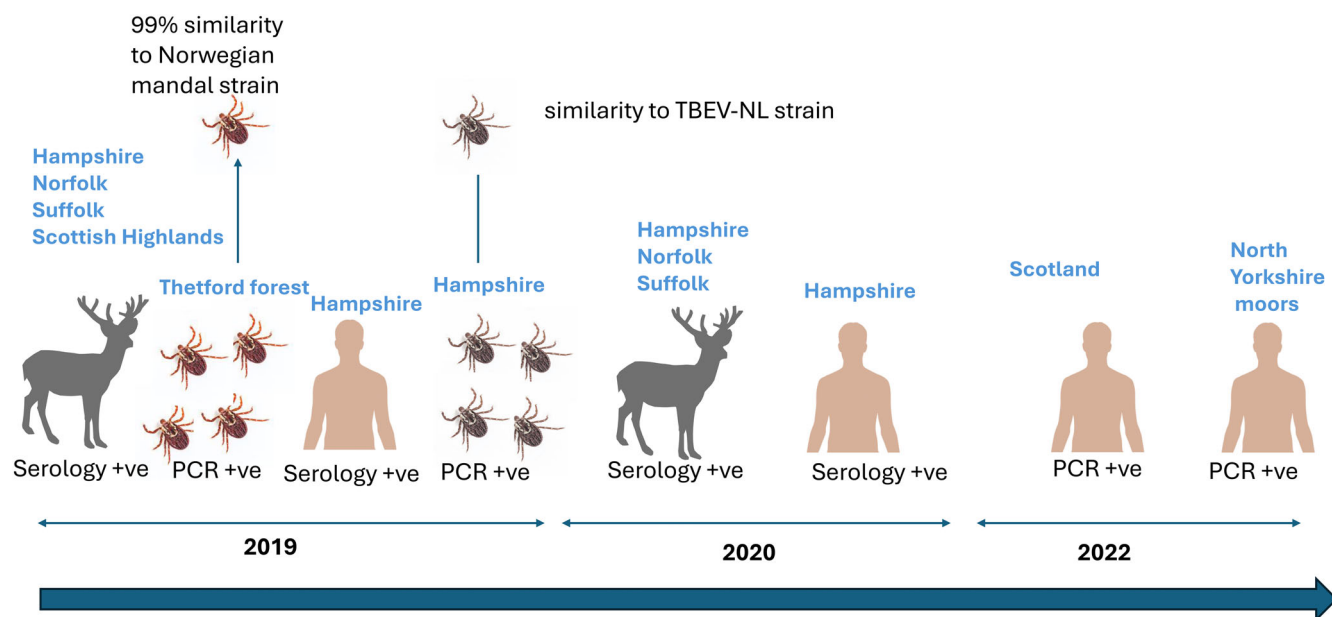 99% similarity
to Norwegian
mandal strain
similarity to TBEV-NL strain
Hampshire
Norfolk
Suffolk
Scottish Highlands
Thetford forest
Hampshire
Hampshire
Hampshire
Norfolk
Suffolk
Hampshire
Scotland
North
Yorkshire
moors
Serology +ve
PCR +ve
Serology +ve
PCR +ve
Serology +ve
Serology +ve
PCR +ve
PCR +ve
2019
2020
2022